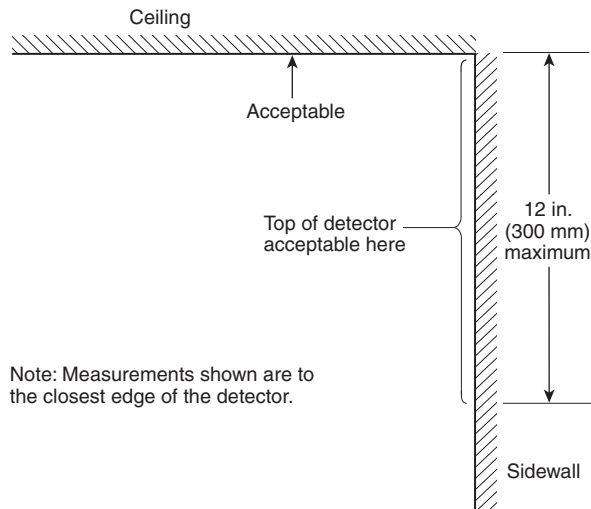 Ceiling
Acceptable
Top of detector
acceptable here
12 in.
(300 mm)
maximum
Note: Measurements shown are to
the closest edge of the detector.
Sidewall